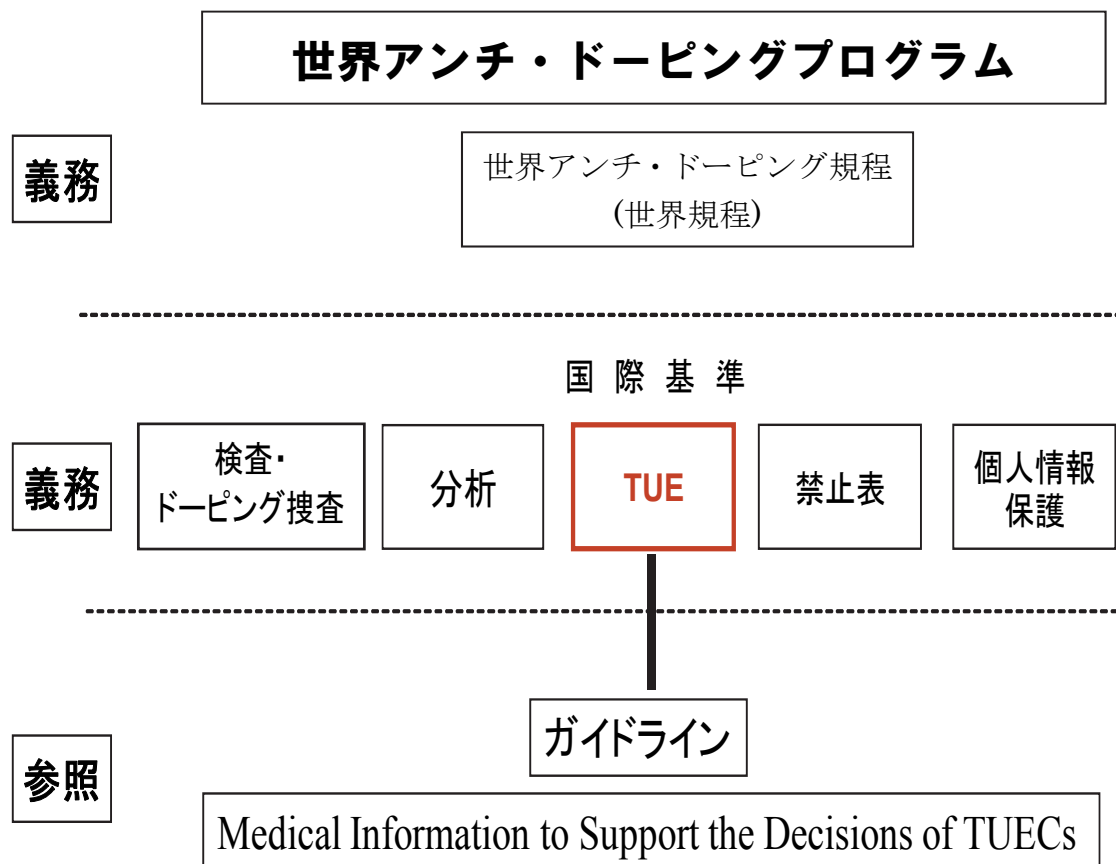 世界アンチ・ドーピングプログラム
義務
世界アンチ・ドーピング規程
(世界規程)
国際基準
義務
検査・
ドーピング捜査
分析
TUE
禁止表
個人情報
保護
ガイドライン
参照
Medical Information to Support the Decisions of TUECs